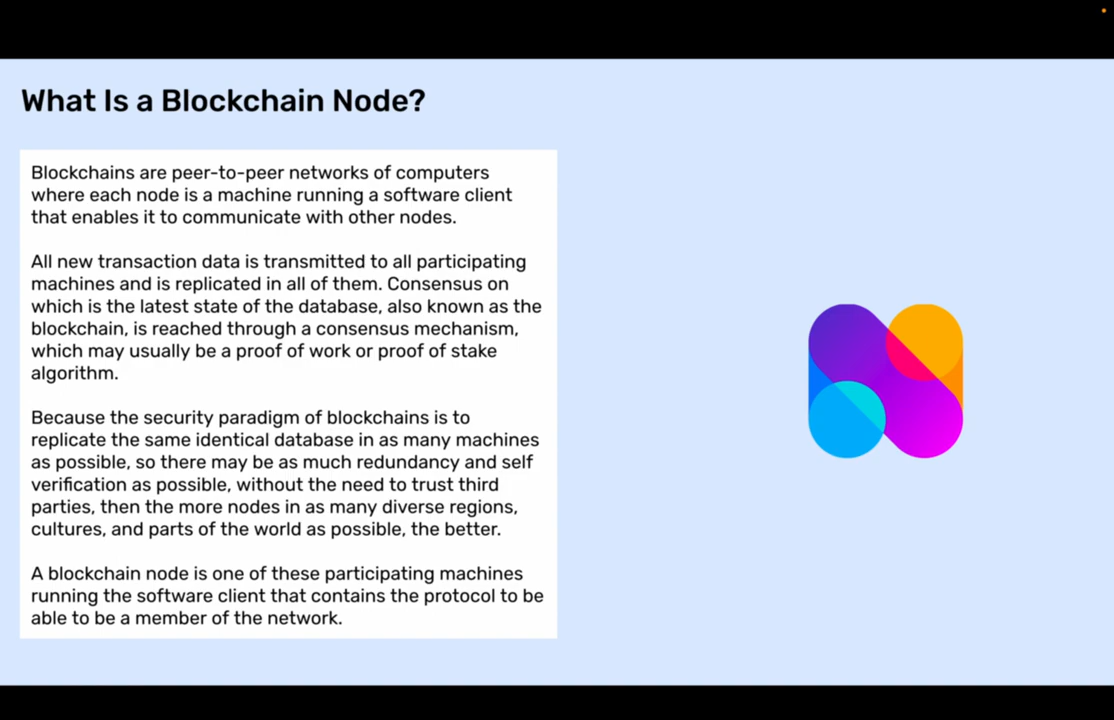 What Is a Blockchain Node?
Blockchains are peer-to-peer networks of computers
where each node is a machine running a software client
that enables it to communicate with other nodes.
All new transaction data is transmitted to all participating
machines and is replicated in all of them. Consensus on
which is the latest state of the database, also known as the
blockchain, is reached through a consensus mechanism,
which may usually be a proof of work or proof of stake
algorithm.
Because the security paradigm of blockchains is to
replicate the same identical database in as many machines
as possible, so there may be as much redundancy and self
verification as possible, without the need to trust third
parties, then the more nodes in as many diverse regions,
cultures, and parts of the world as possible, the better.
A blockchain node is one of these participating machines
running the software client that contains the protocol to be
able to be a member of the network.